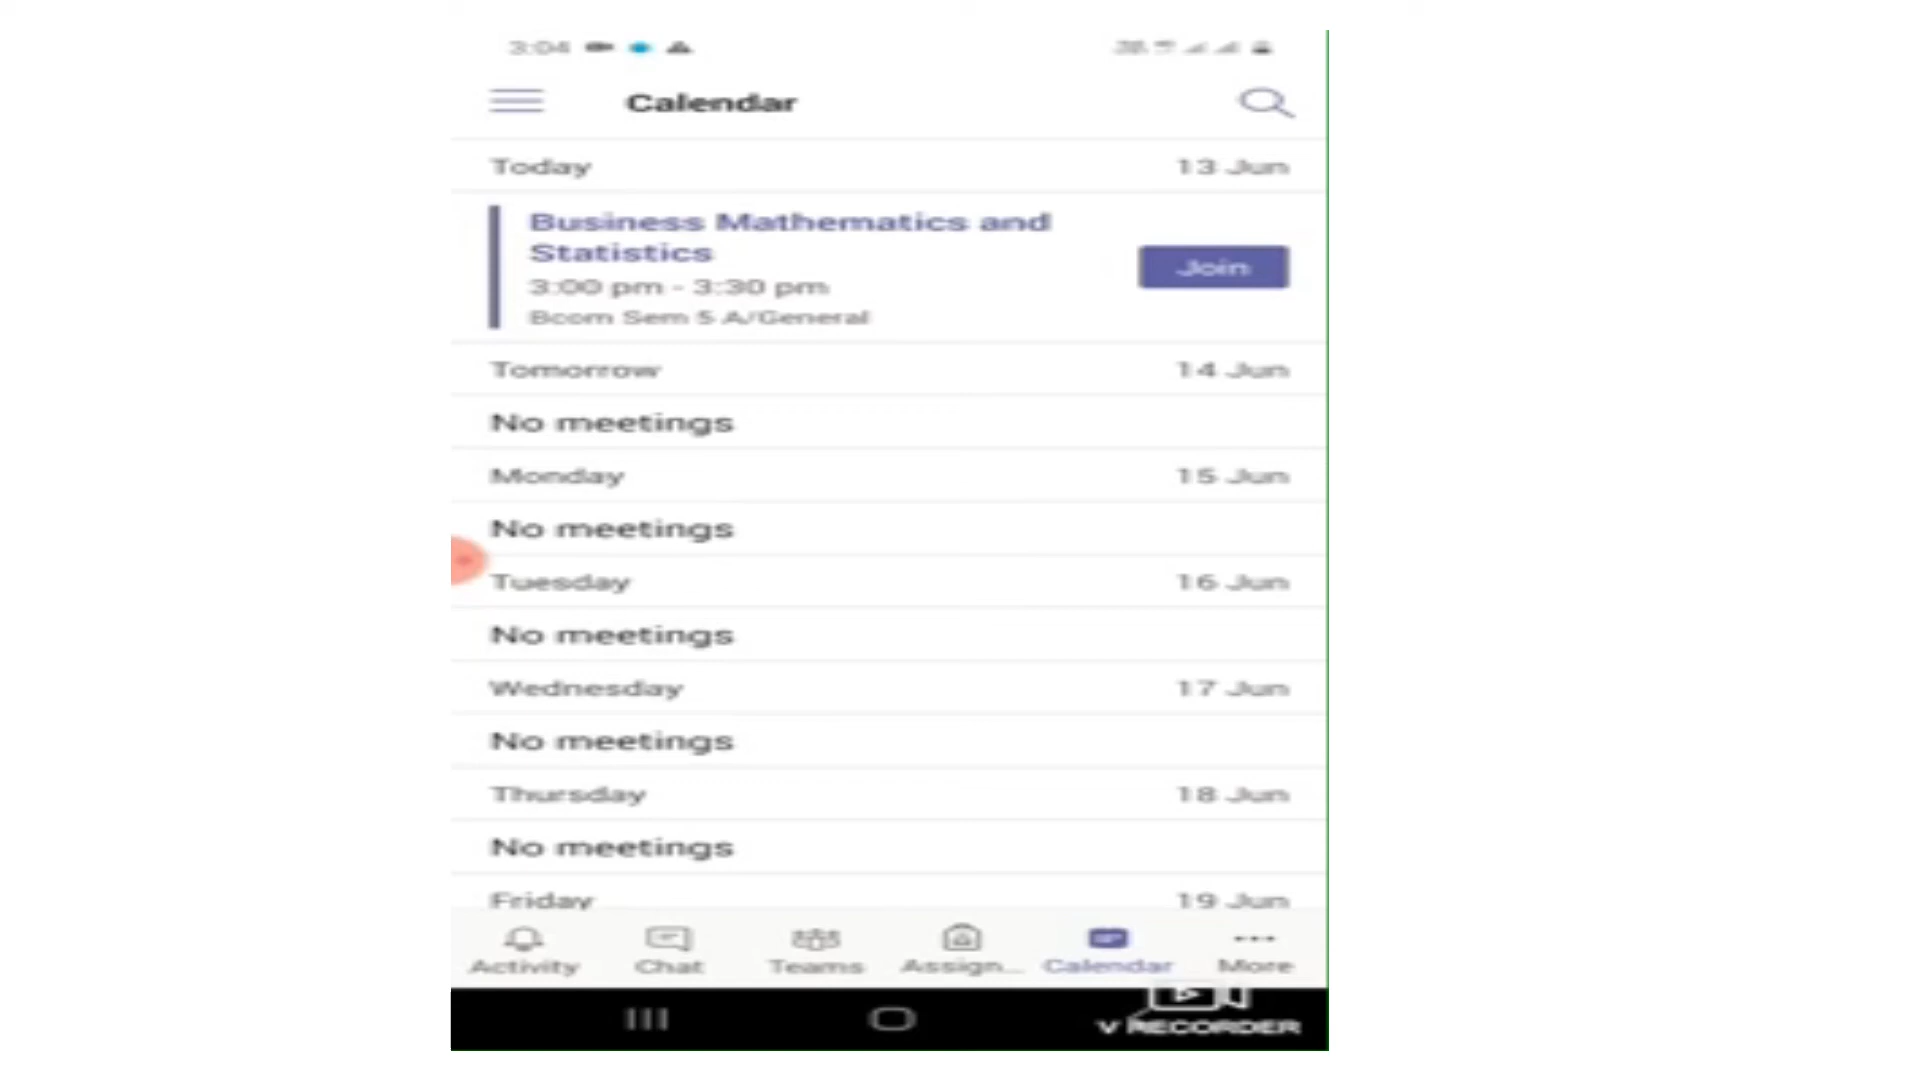 3:04
Calendar
Today 13 Jun
Business Mathematics and
Statistics
3:00 pm - 3:30 pm
Join
Bcom Sem 5 A/General
Tomorrow 14 Jun
No meetings
Monday 15 Jun
No meetings
Tuesday 16 Jun
No meetings
Wednesday 17 Jun
No meetings
Thursday 18 Jun
No meetings
Friday 19 Jun
Activity Chat Teams Assign... Calendar More
V RECORDER